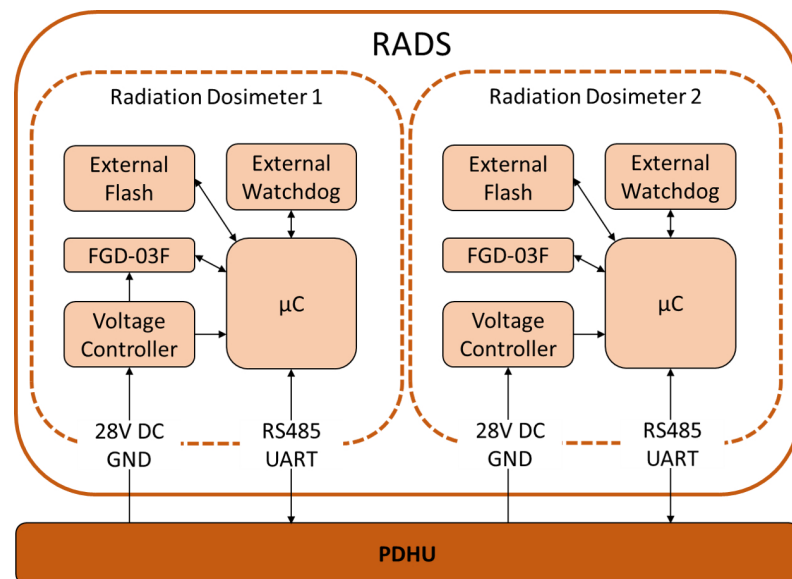 RADS
Radiation Dosimeter 1
External
Flash
External
Watchdog
FGD-03F
µC
Voltage
Controller
28V DC
GND
RS485
UART
Radiation Dosimeter 2
External
Flash
External
Watchdog
FGD-03F
µC
Voltage
Controller
28V DC
GND
RS485
UART
PDHU